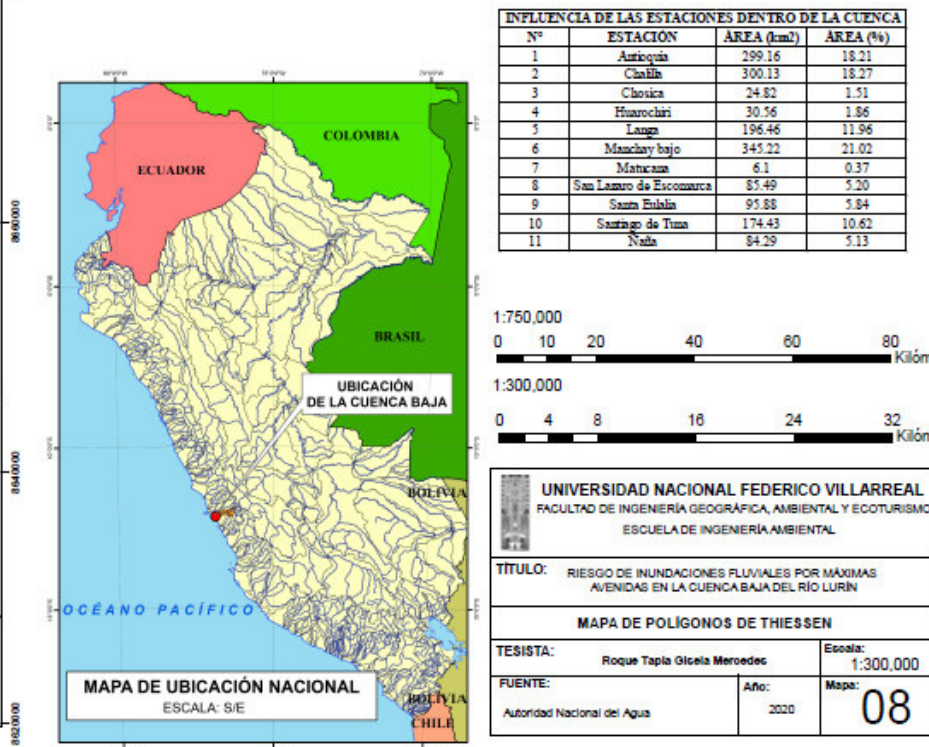 INFLUENCIA DE LAS ESTACIONES DENTRO DE LA CUENCA
N° ESTACIÓN ÁREA (km2) ÁREA (%)
1 Antioquia 299.16 18.21
2 Chalilla 300.13 18.27
3 Chosica 24.82 1.51
4 Huarochiri 30.56 1.86
5 Langa 196.46 11.96
6 Manchay bajo 345.22 21.02
7 Matucana 6.1 0.37
8 San Lazaro de Escomarca 85.49 5.20
9 Santa Eulalia 95.88 5.84
10 Santiago de Tuna 174.43 10.62
11 Ñaña 84.29 5.13
COLOMBIA
ECUADOR
BRASIL
UBICACIÓN
DE LA CUENCA BAJA
BOLIVIA
OCÉANO PACÍFICO
MAPA DE UBICACIÓN NACIONAL
ESCALA: S/E
BOLIVIA
CHILE
8660000
8640000
8620000
1:750,000
0 10 20 40 60 80
Kilóm
1:300,000
0 4 8 16 24 32
Kilóm
UNIVERSIDAD NACIONAL FEDERICO VILLARREAL
FACULTAD DE INGENIERÍA GEOGRÁFICA, AMBIENTAL Y ECOTURISMO
ESCUELA DE INGENIERÍA AMBIENTAL
TÍTULO: RIESGO DE INUNDACIONES FLUVIALES POR MÁXIMAS
AVENIDAS EN LA CUENCA BAJA DEL RÍO LURÍN
MAPA DE POLÍGONOS DE THIESSEN
TESISTA: Roque Tapia Gisela Mercedes
Escala: 1:300,000
FUENTE: Autoridad Nacional del Agua
Año: 2020
Mapa: 08